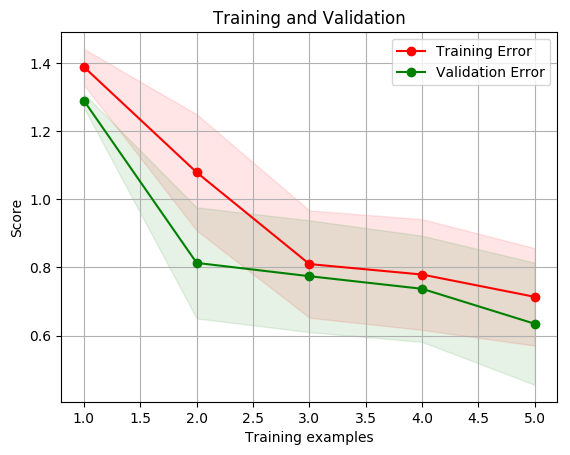 Training and Validation
Training Error
Validation Error
Score
1.4
1.2
1.0
0.8
0.6
1.0 1.5 2.0 2.5 3.0 3.5 4.0 4.5 5.0
Training examples